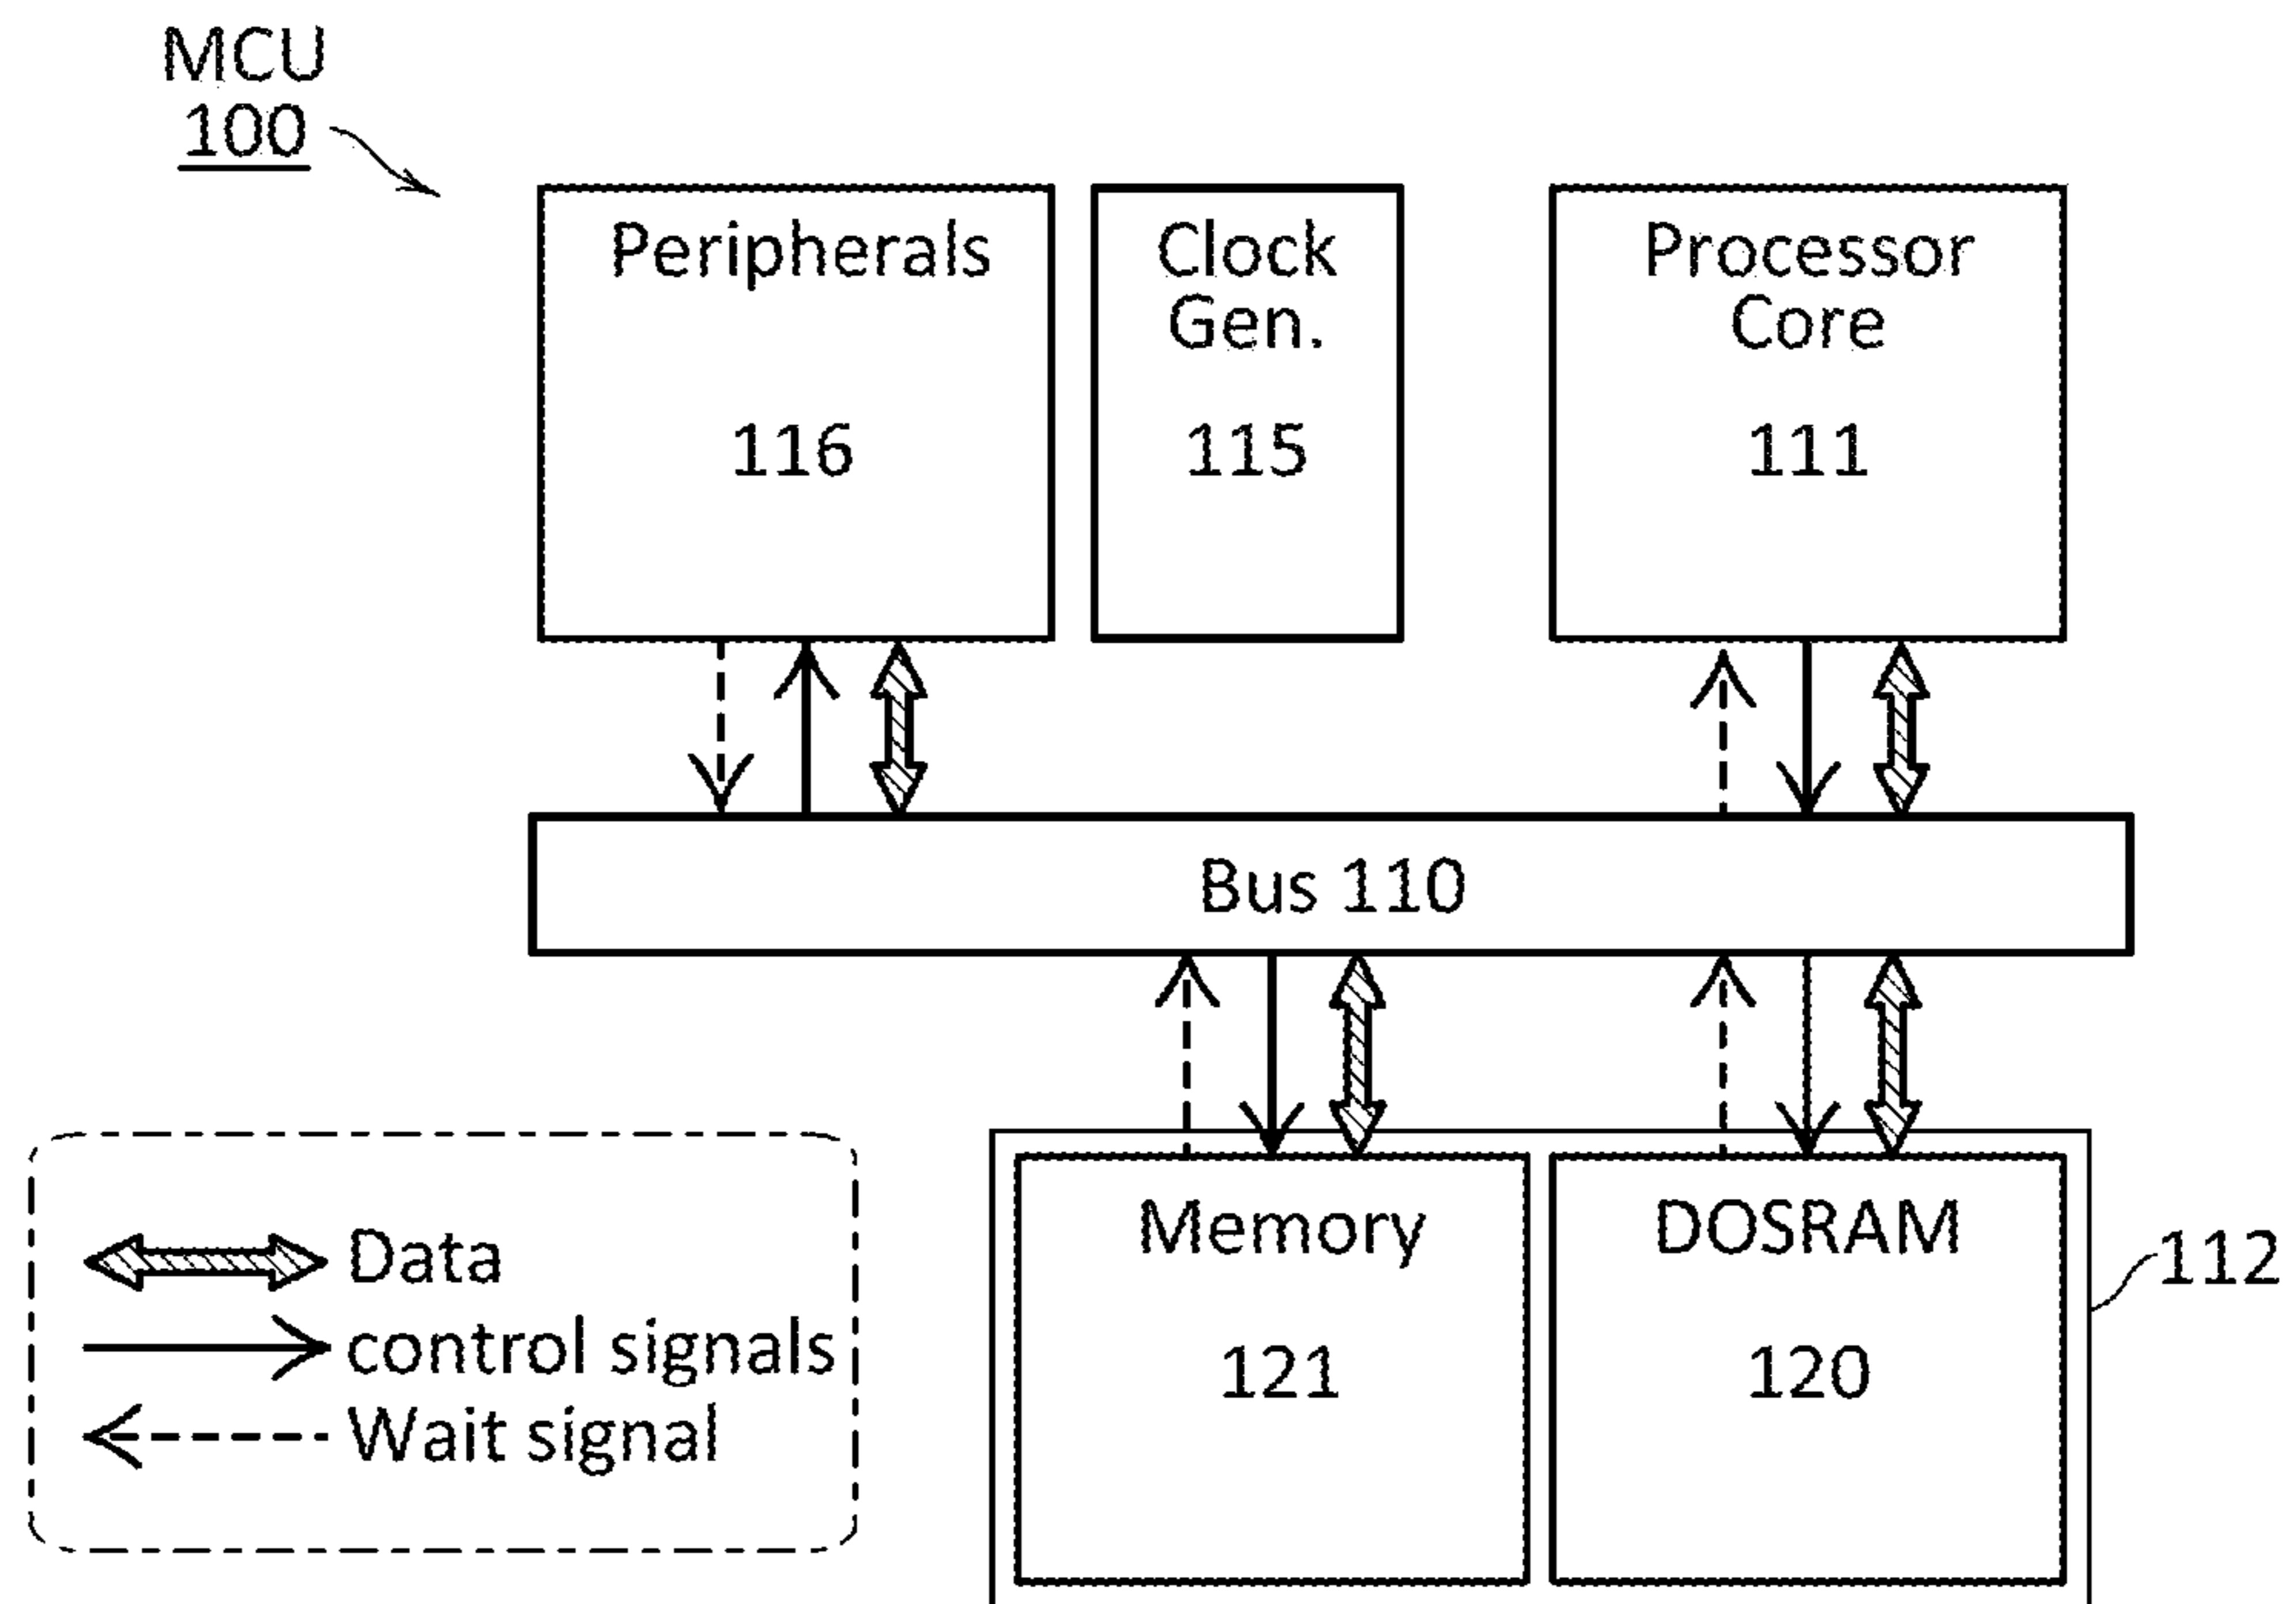 MCU
100
Peripherals
116
Clock
Gen.
115
Processor
Core
111
Bus 110
Memory
121
DOSRAM
120
112
Data
control signals
Wait signal